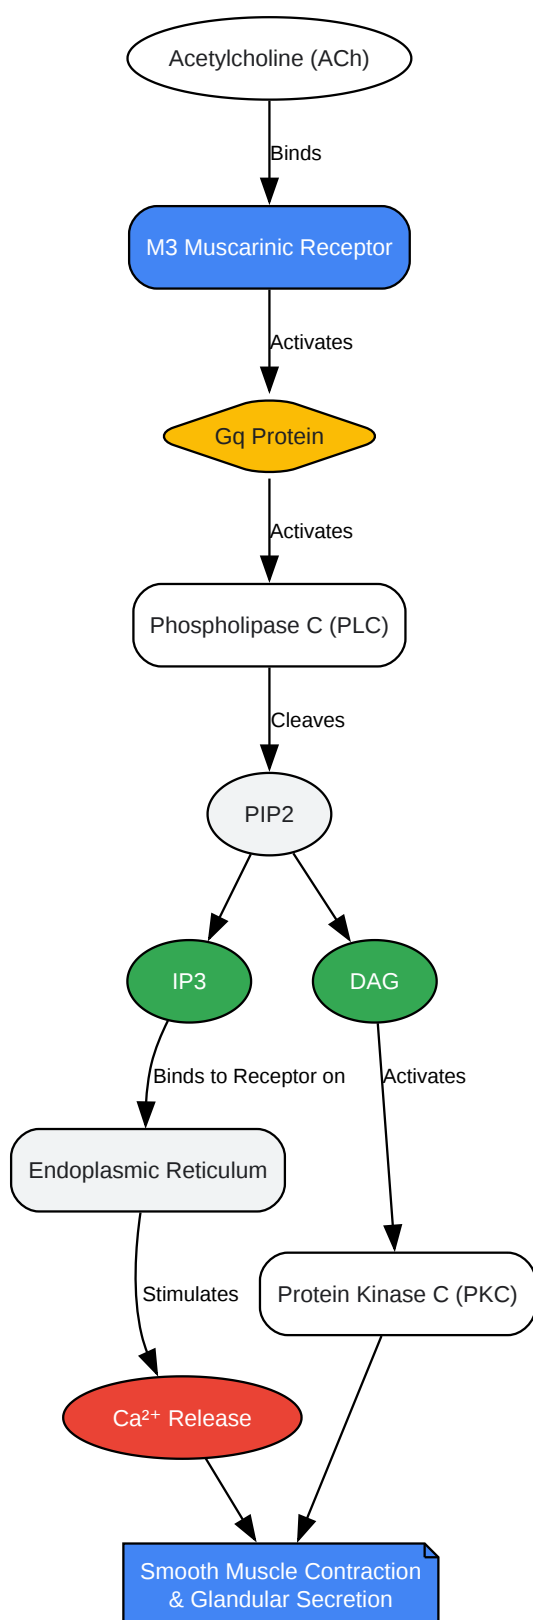 Acetylcholine (ACh)
Binds
M3 Muscarinic Receptor
Activates
Gq Protein
Activates
Phospholipase C (PLC)
Cleaves
PIP2
IP3
DAG
Binds to Receptor on
Activates
Endoplasmic Reticulum
Stimulates
Protein Kinase C (PKC)
Ca²⁺ Release
Smooth Muscle Contraction
& Glandular Secretion